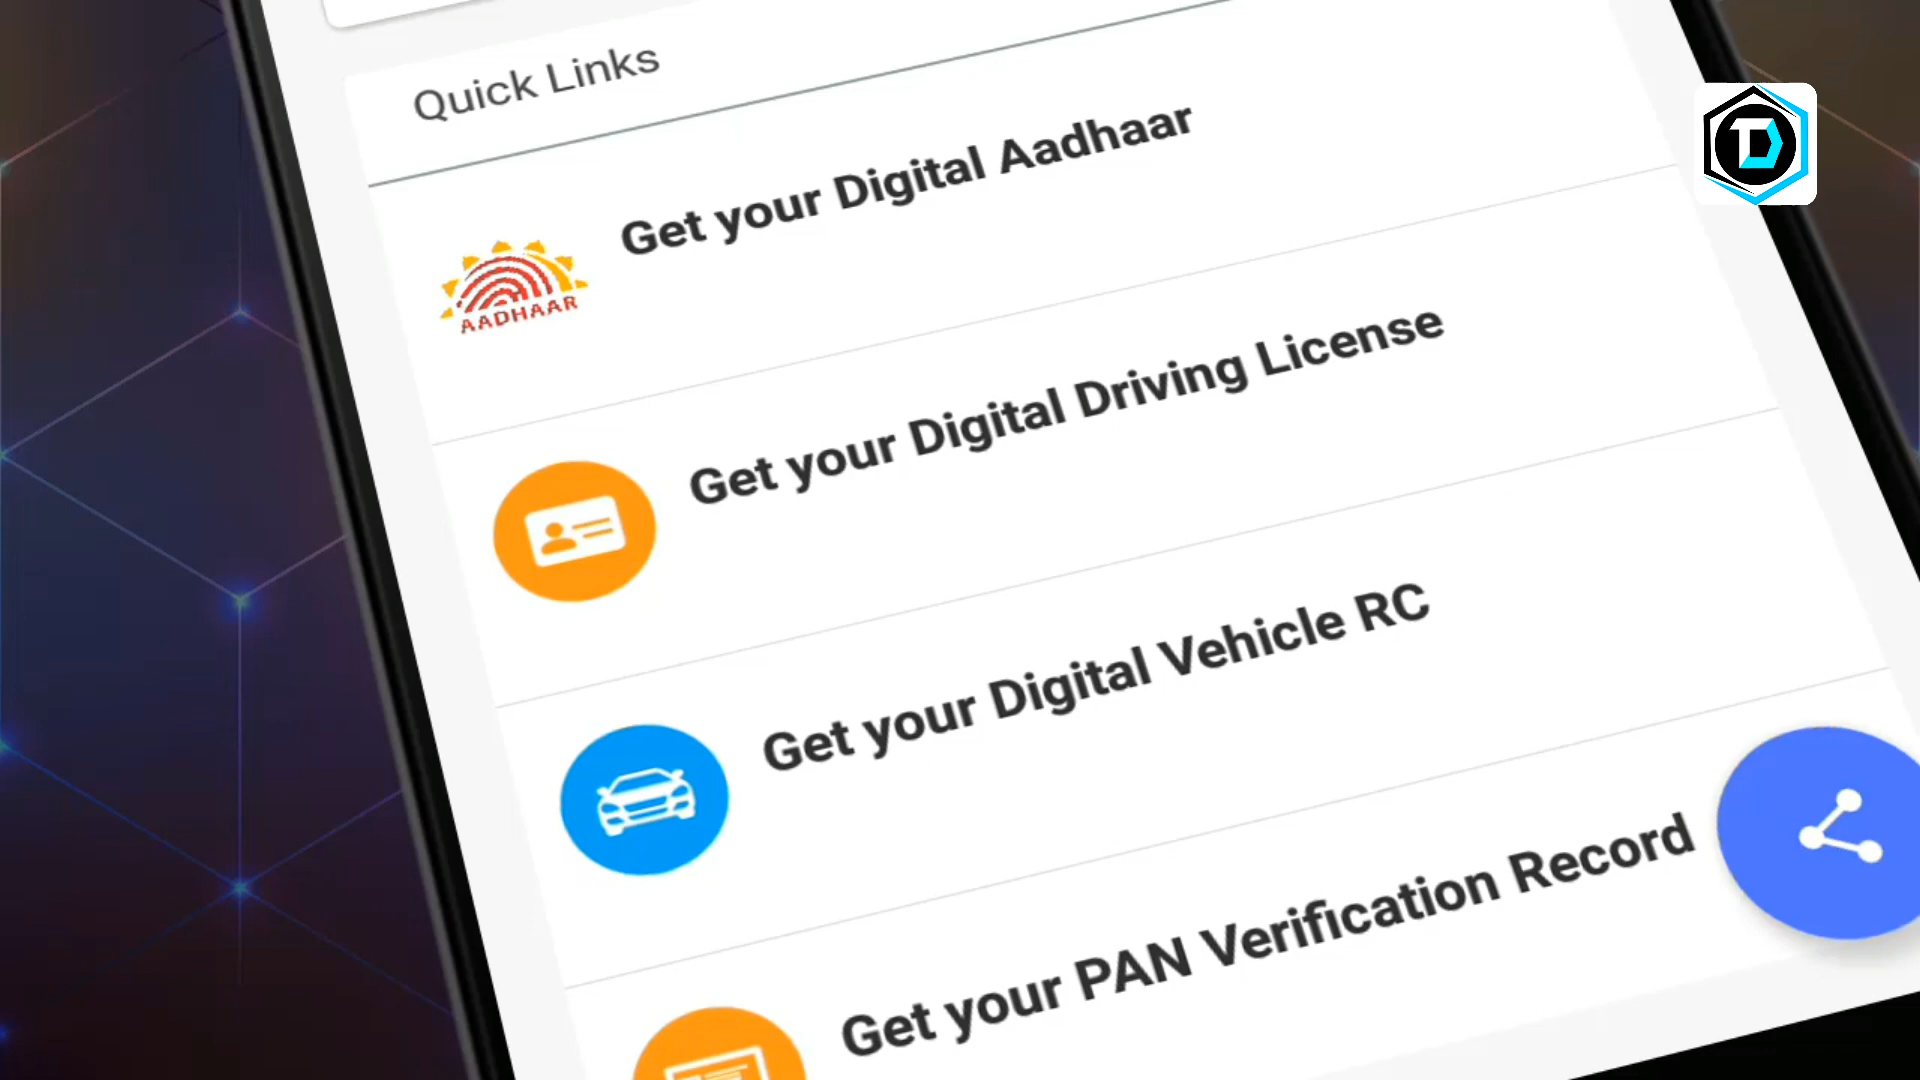 Quick Links
Get your Digital Aadhaar
AADHAAR
Get your Digital Driving License
Get your Digital Vehicle RC
Get your PAN Verification Record